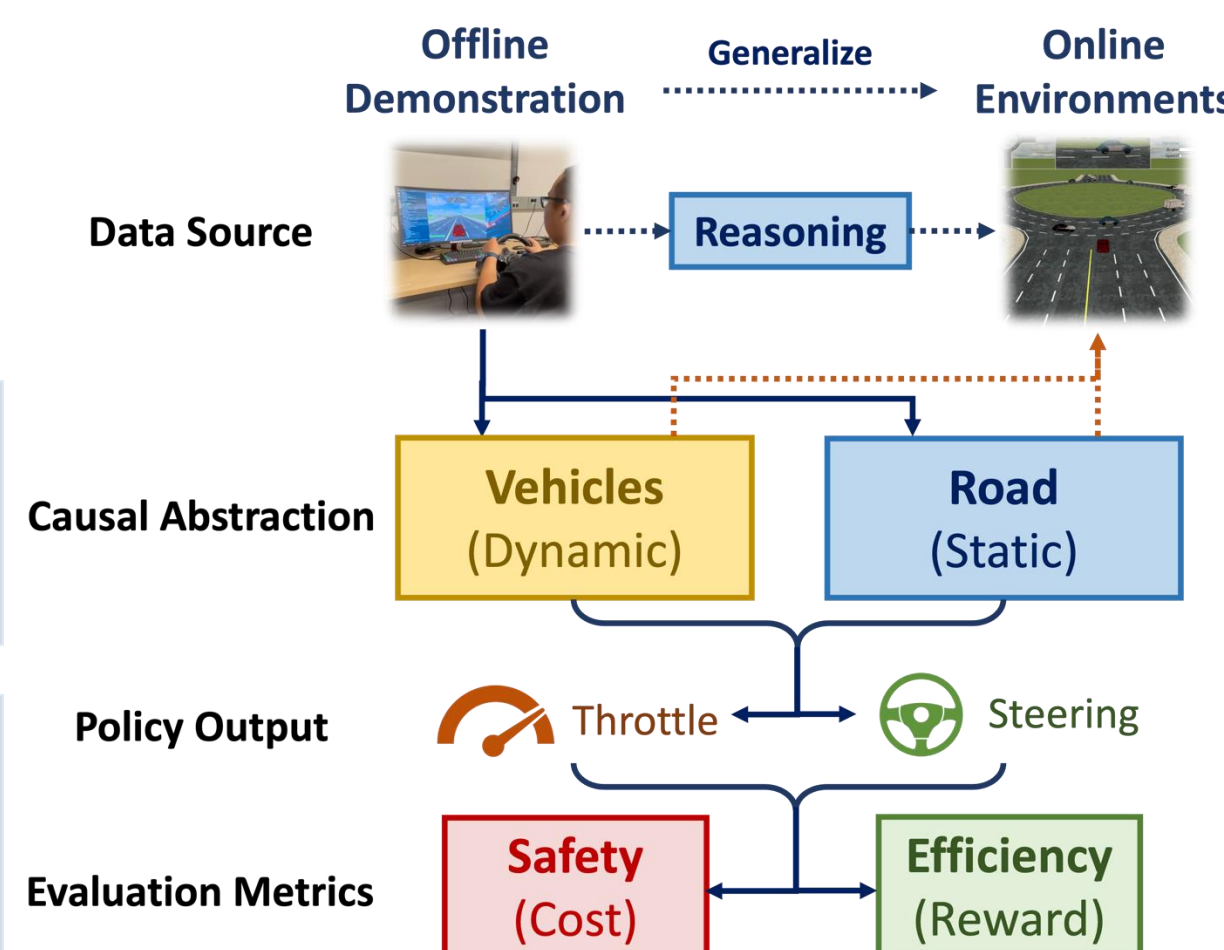 Offline
Demonstration
Generalize
Online
Environments
Data Source
Reasoning
Causal Abstraction
Vehicles
(Dynamic)
Road
(Static)
Policy Output
Throttle
Steering
Evaluation Metrics
Safety
(Cost)
Efficiency
(Reward)